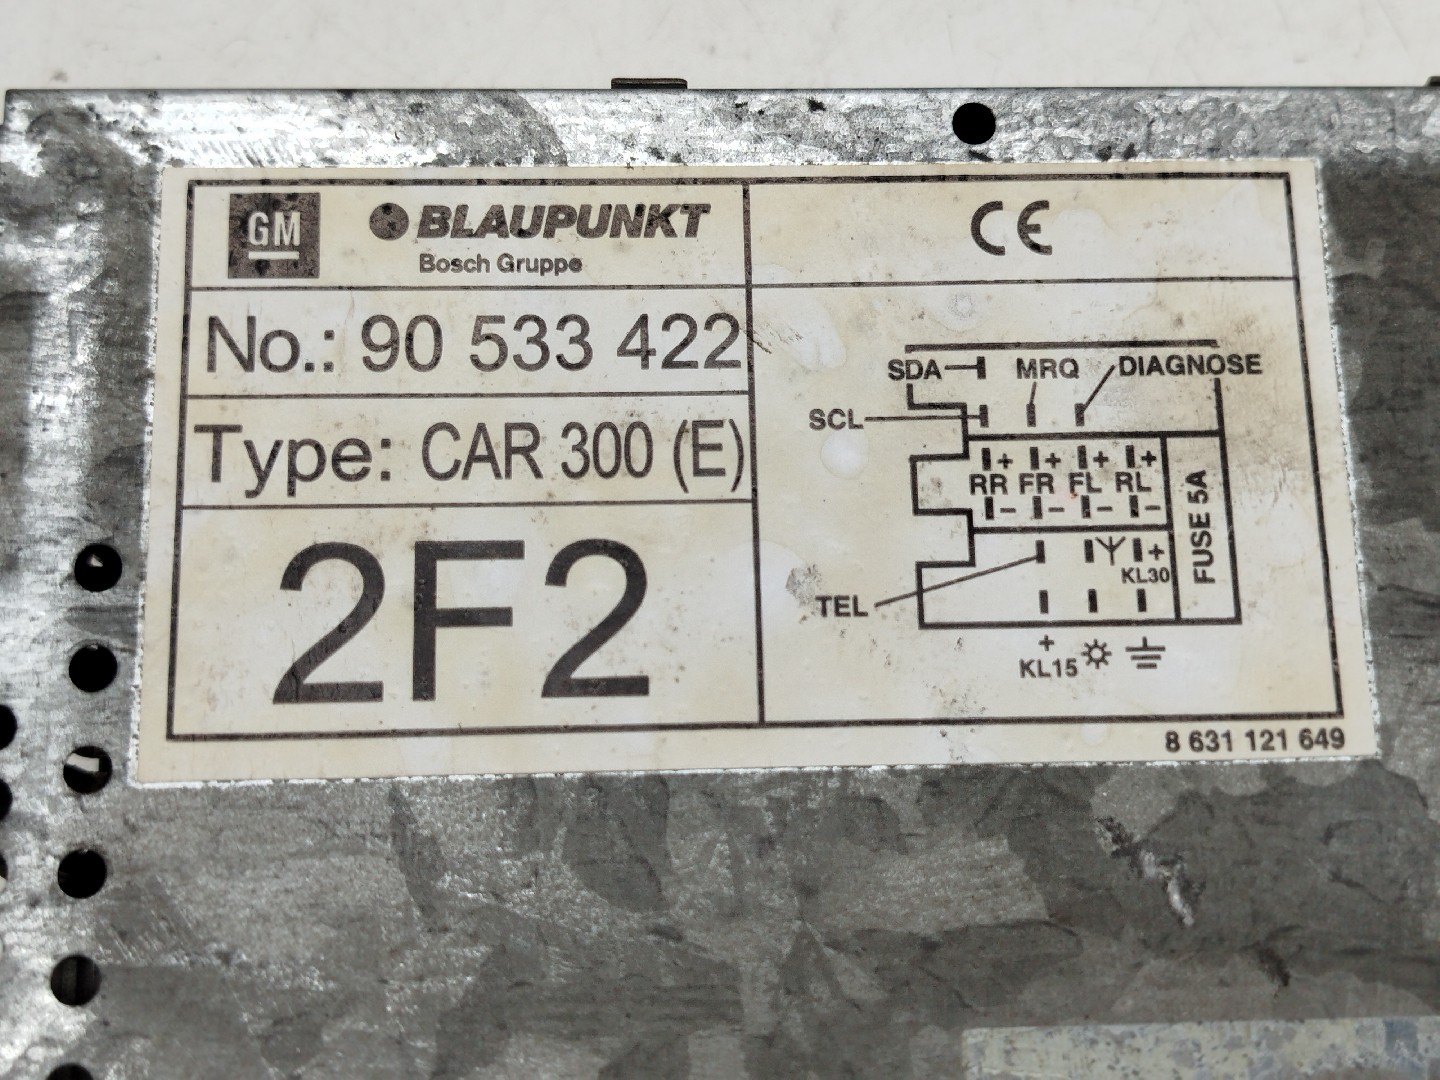 GM
BLAUPUNKT
Bosch Gruppe
CE
No.: 90 533 422
Type: CAR 300 (E)
2F2
SDA MRQ DIAGNOSE
SCL
+ + + +
RR FR FL RL
- - - -
FUSE 5A
+
KL30
TEL
+
KL15
8 631 121 649